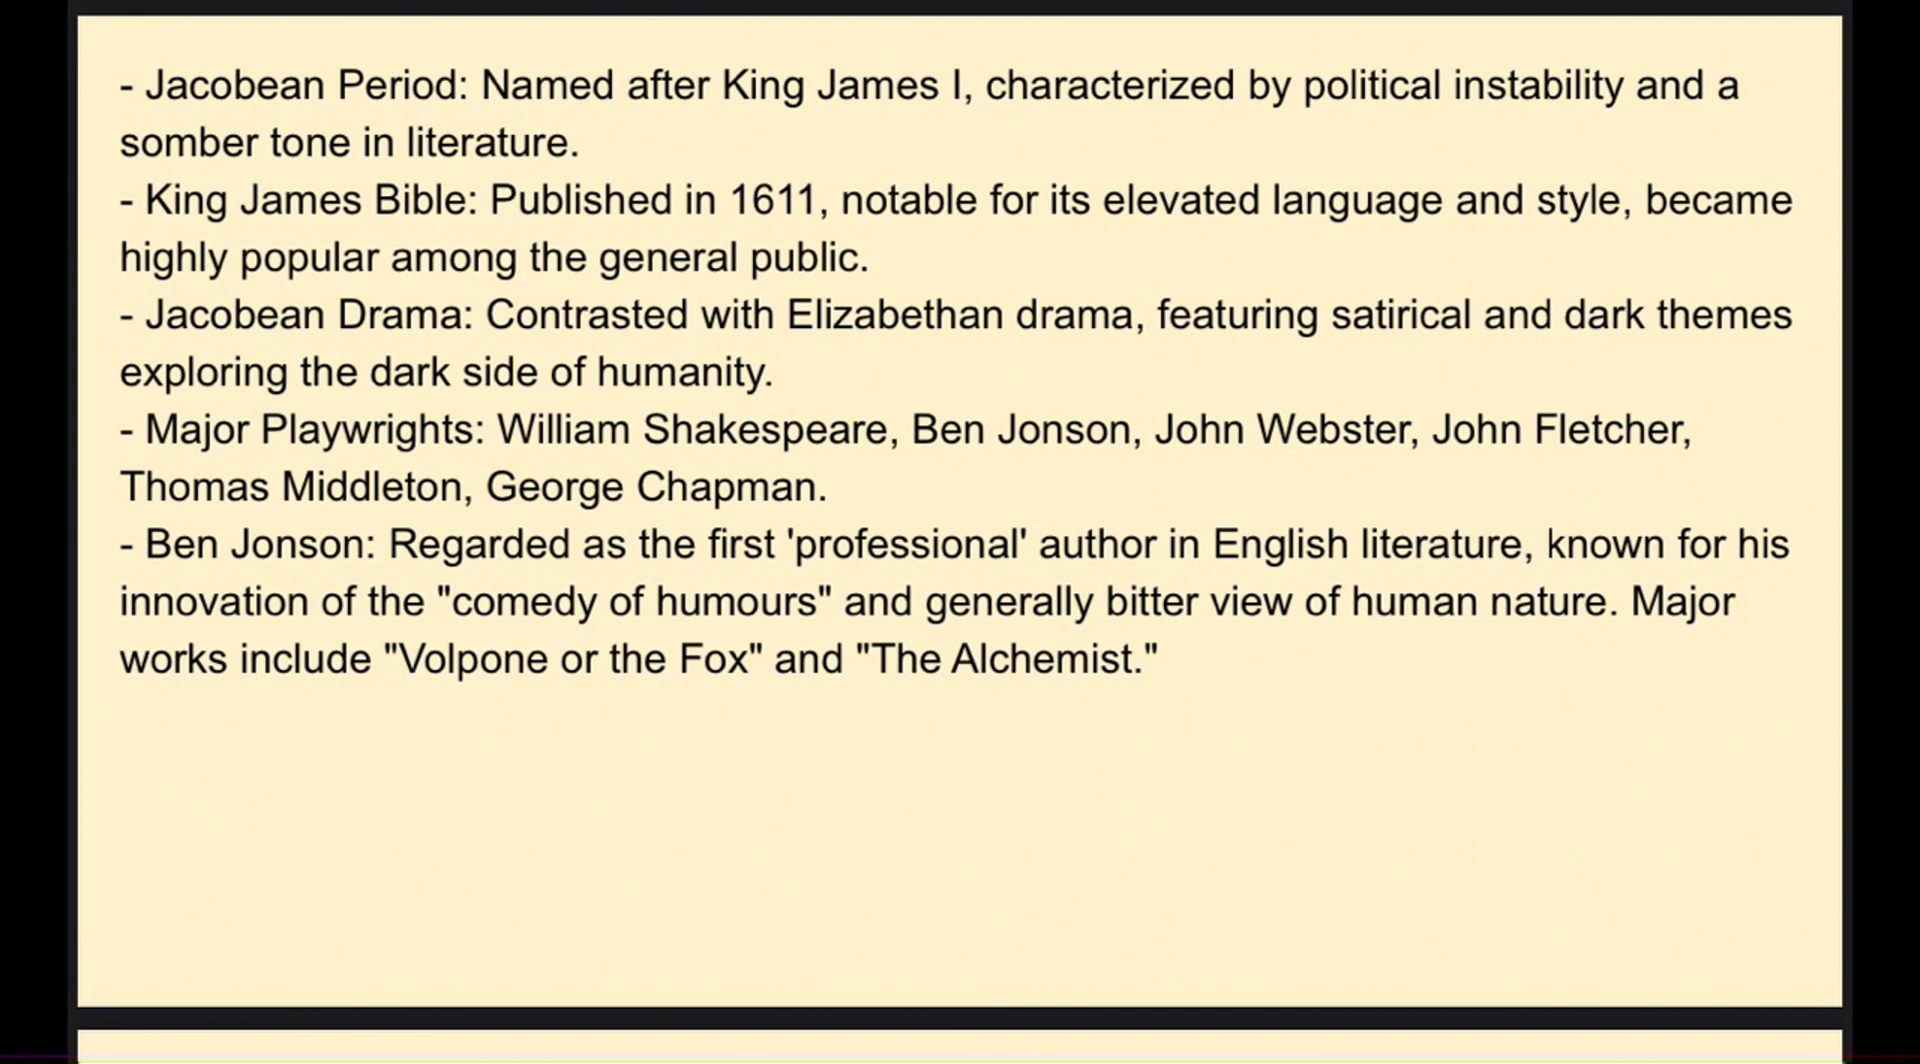 - Jacobean Period: Named after King James I, characterized by political instability and a
somber tone in literature.
- King James Bible: Published in 1611, notable for its elevated language and style, became
highly popular among the general public.
- Jacobean Drama: Contrasted with Elizabethan drama, featuring satirical and dark themes
exploring the dark side of humanity.
- Major Playwrights: William Shakespeare, Ben Jonson, John Webster, John Fletcher,
Thomas Middleton, George Chapman.
- Ben Jonson: Regarded as the first 'professional' author in English literature, known for his
innovation of the "comedy of humours" and generally bitter view of human nature. Major
works include "Volpone or the Fox" and "The Alchemist."